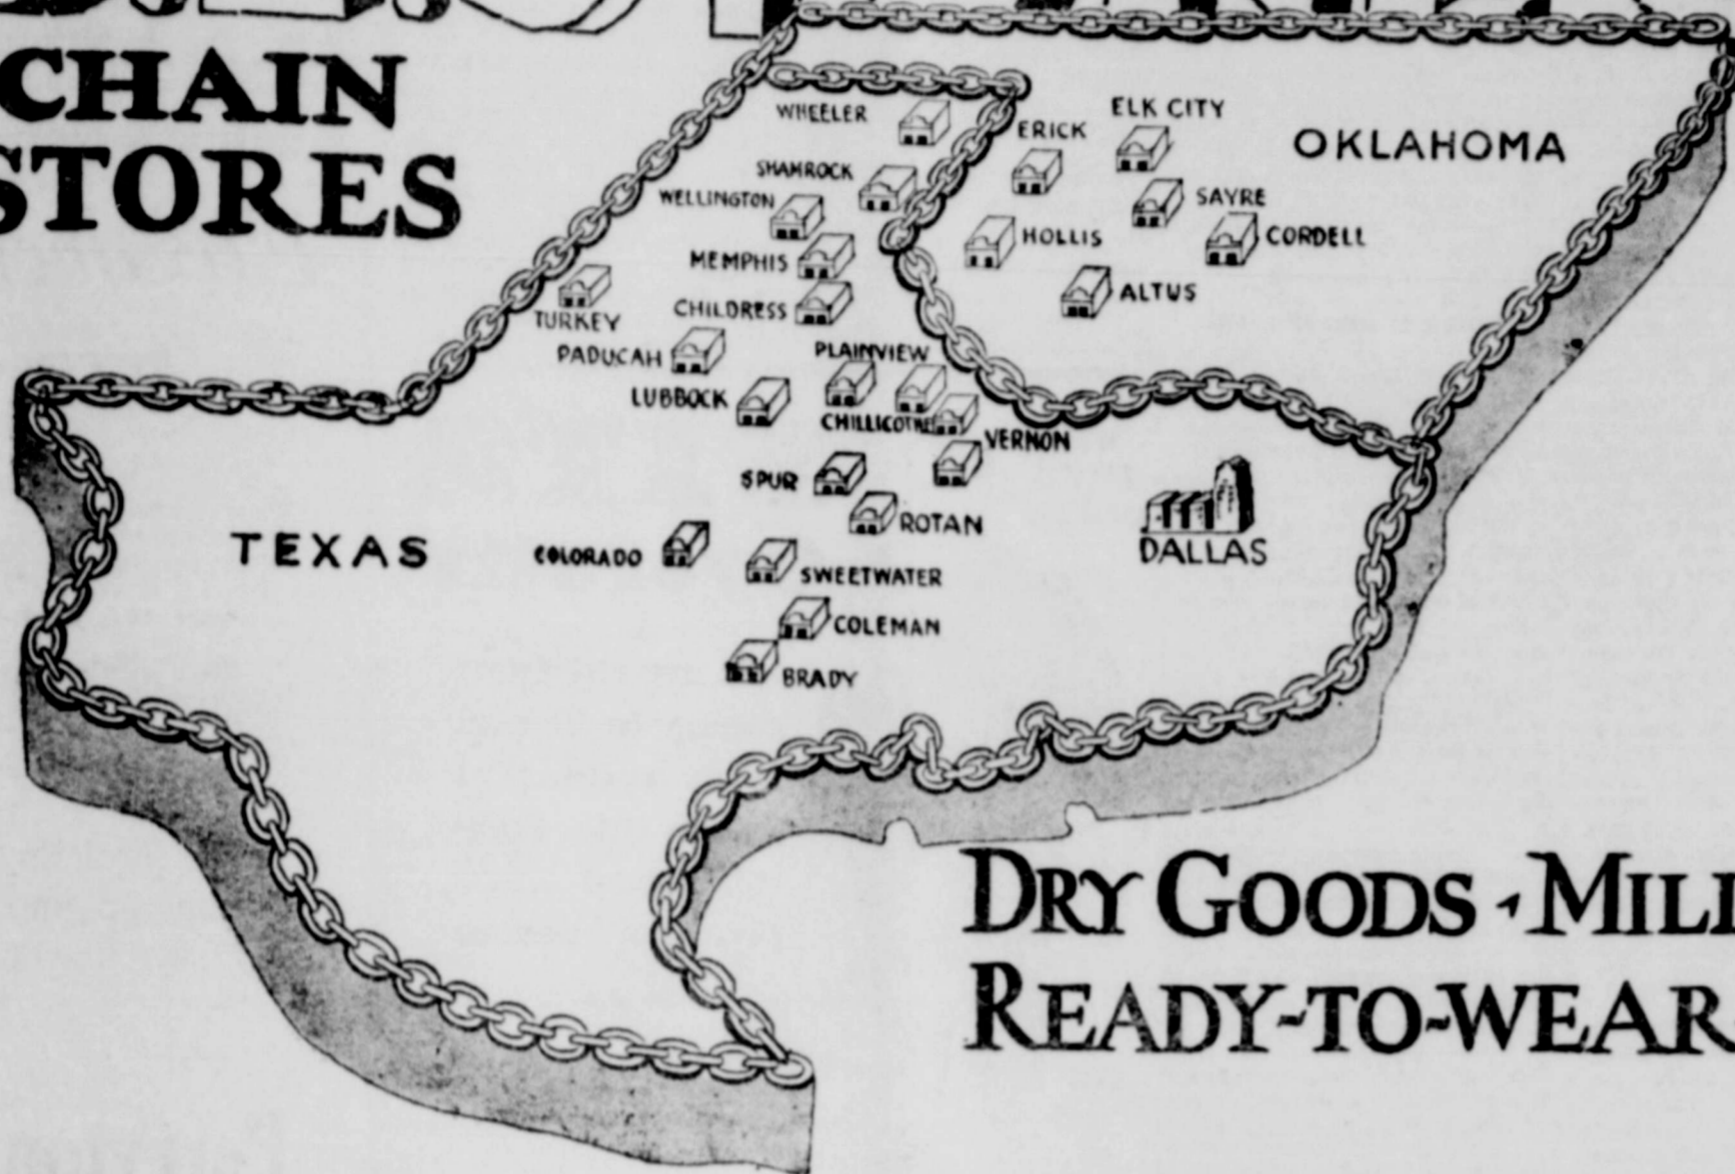 CHAIN
STORES
WHEELER
ELK CITY
ERICK
OKLAHOMA
SHAMROCK
WELLINGTON
SAYRE
HOLLIS
CORDELL
MEMPHIS
ALTUS
CHILDRESS
TURKEY
PADUCAH
PLAINVIEW
LUBBOCK
VERNON
SPUR
ROTAN
TEXAS
COLORADO
DALLAS
SWEETWATER
COLEMAN
BRADY
DRY GOODS
READY-TO-WEAR